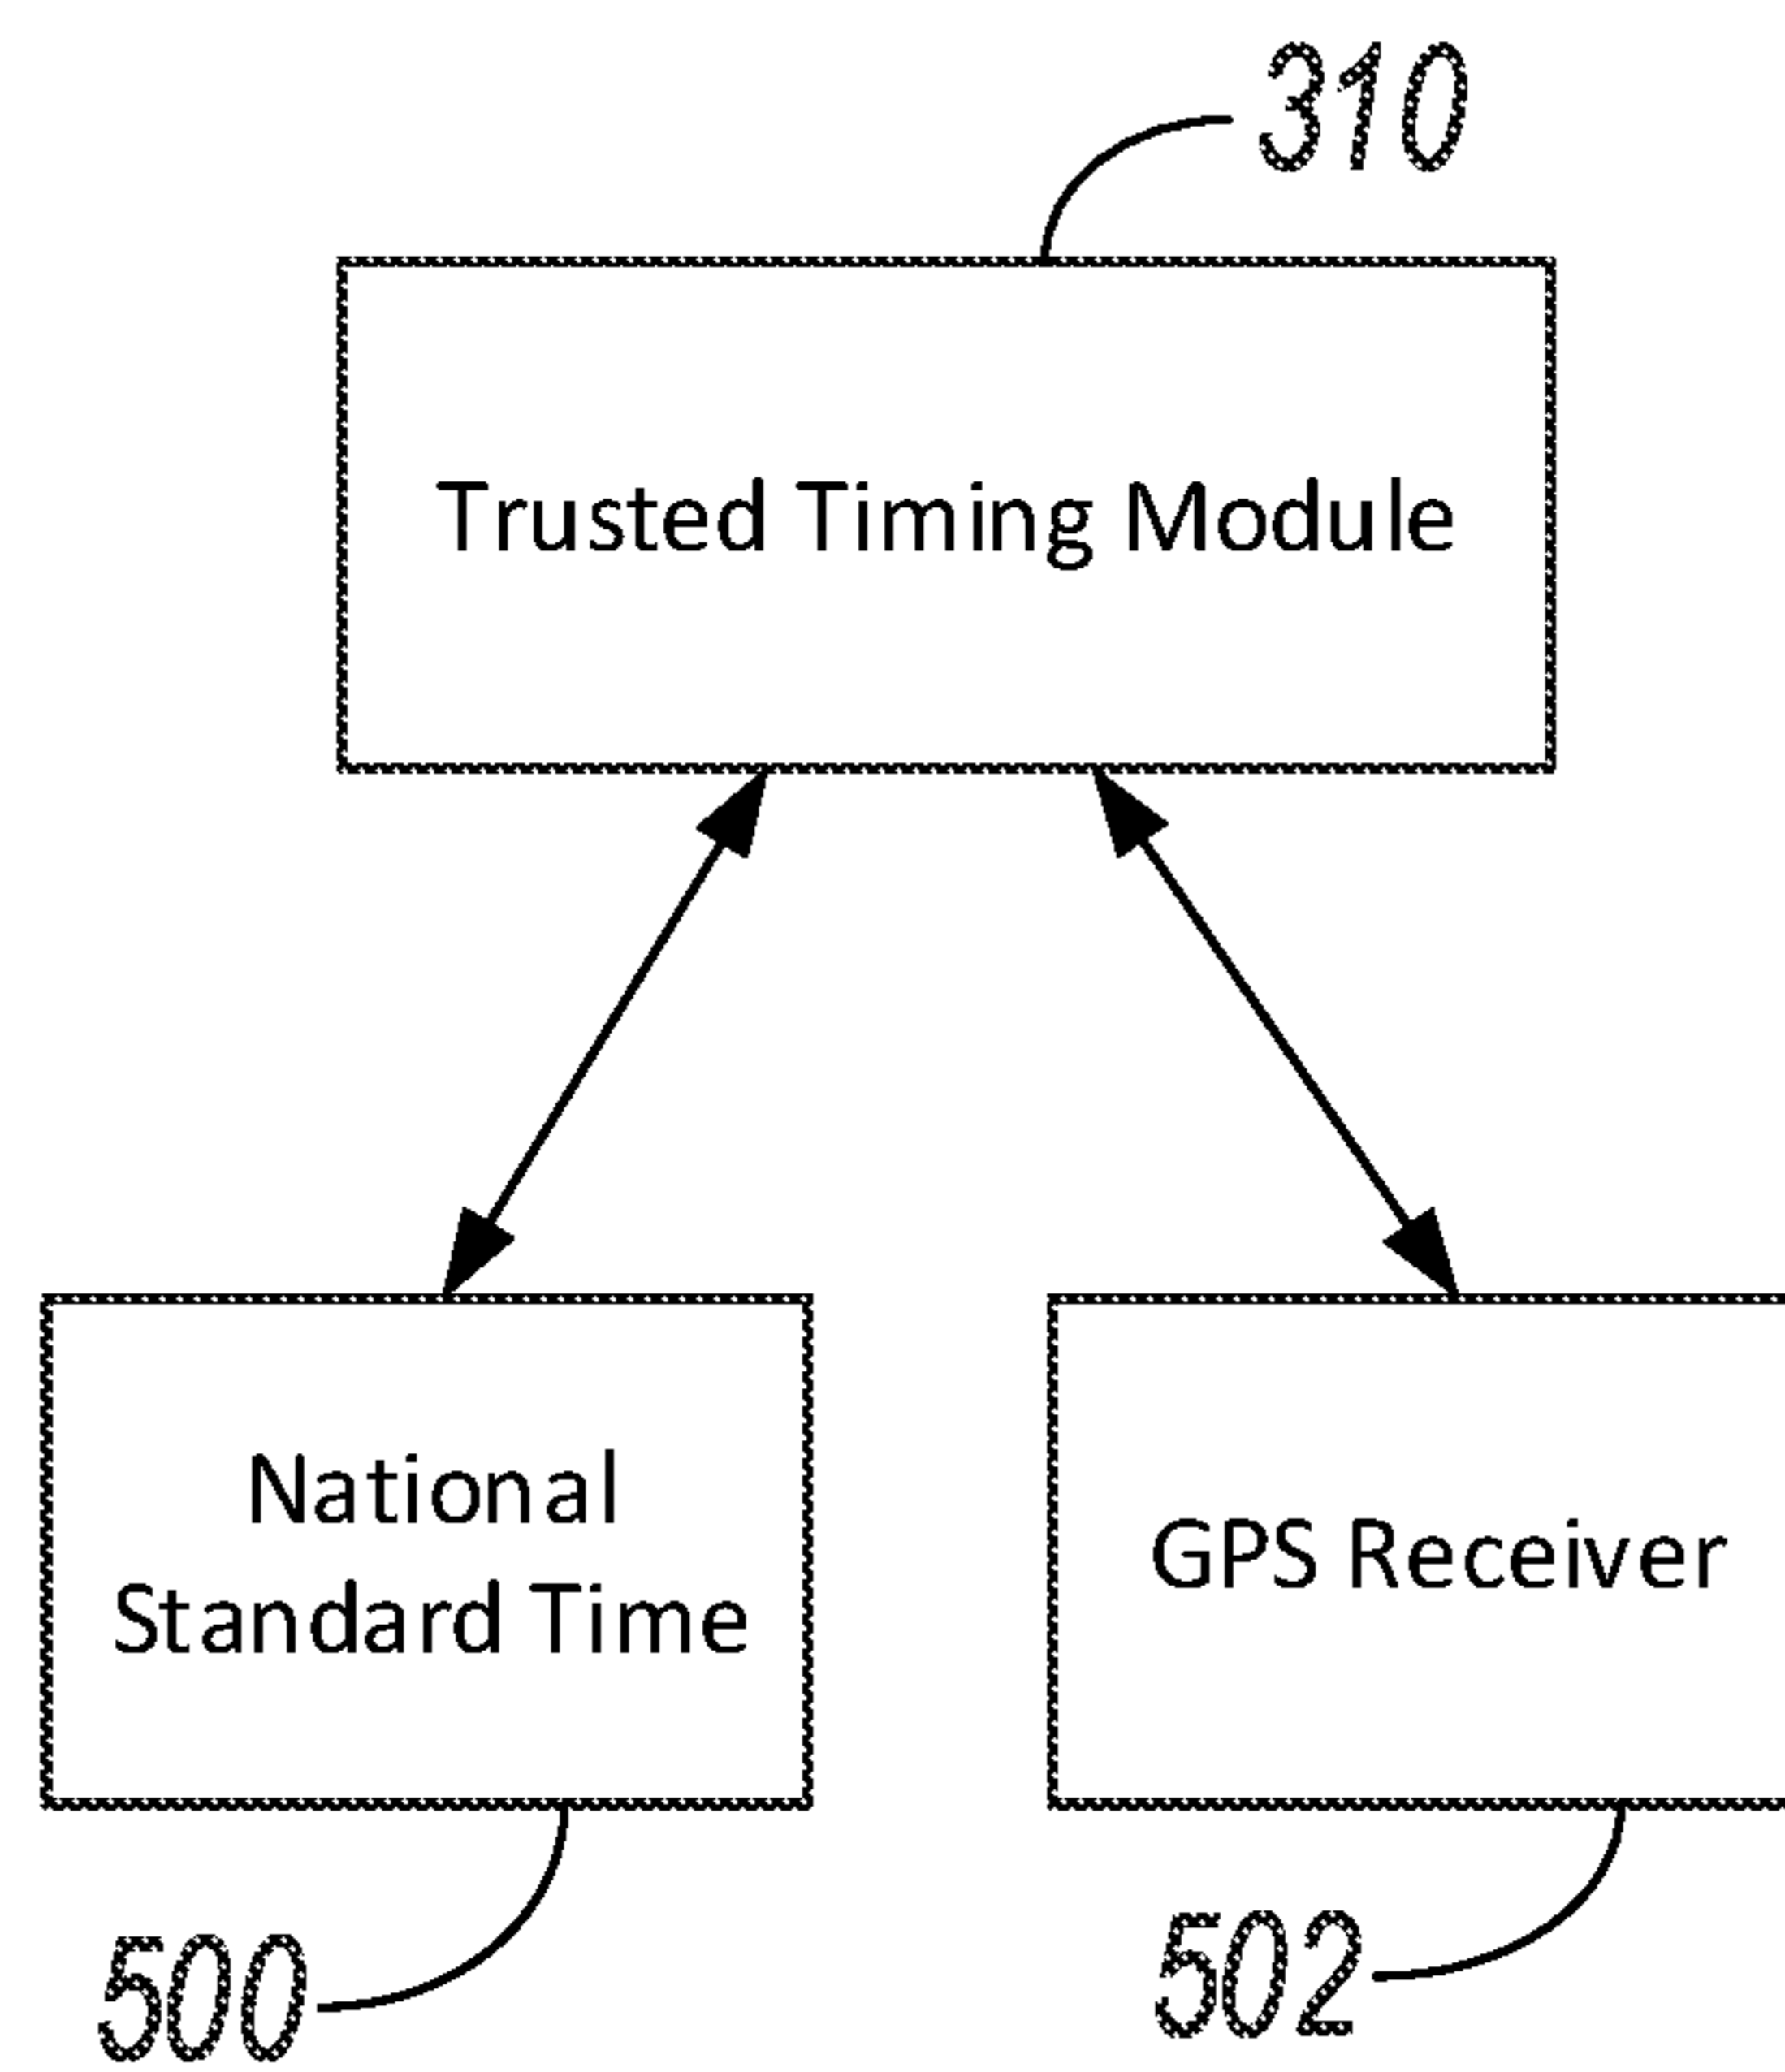 310
Trusted Timing Module
National
Standard Time
GPS Receiver
500
502